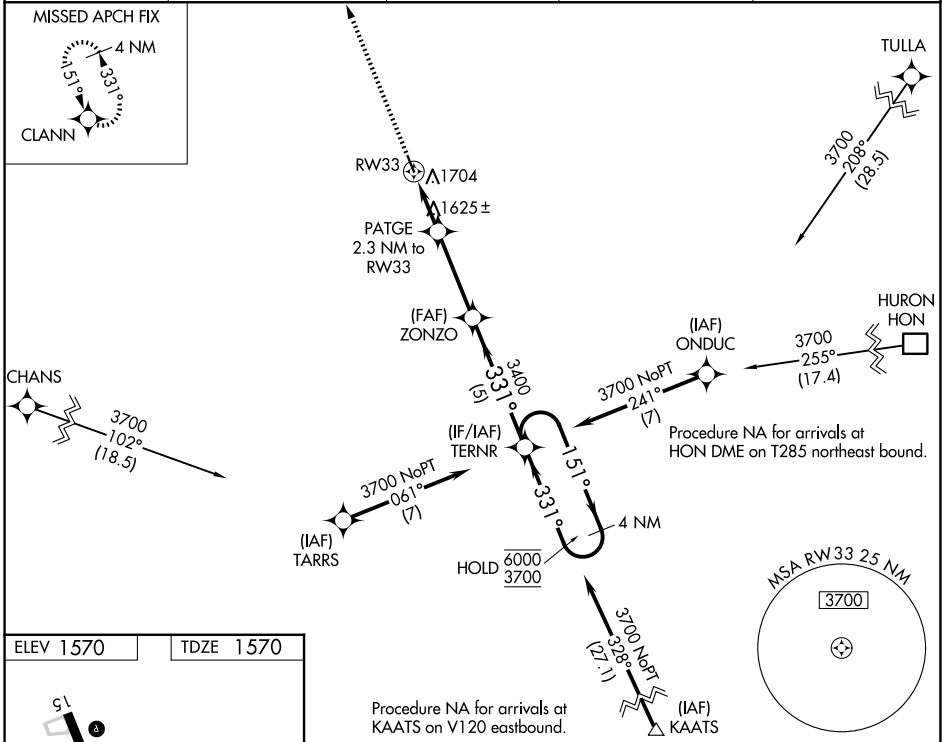 MISSED APCH FIX
4 NM
151°
331°
CLANN
TULLA
3700
208°
(28.5)
RW33
1704
1625±
PATGE
2.3 NM to
RW33
(FAF)
ZONZO
HURON
HON
(IAF)
ONDUC
3700
255°
(17.4)
CHANS
3700
102°
(18.5)
3400
331°
(5)
3700 NoPT
241°
(7)
Procedure NA for arrivals at
HON DME on T285 northeast bound.
(IF/IAF)
TERNR
151°
331°
4 NM
3700 NoPT
061°
(7)
(IAF)
TARRS
HOLD
6000
3700
MSA RW33 25 NM
3700
3700 NoPT
328°
(27.1)
ELEV 1570
TDZE 1570
15
P
Procedure NA for arrivals at
KAATS on V120 eastbound.
(IAF)
KAATS